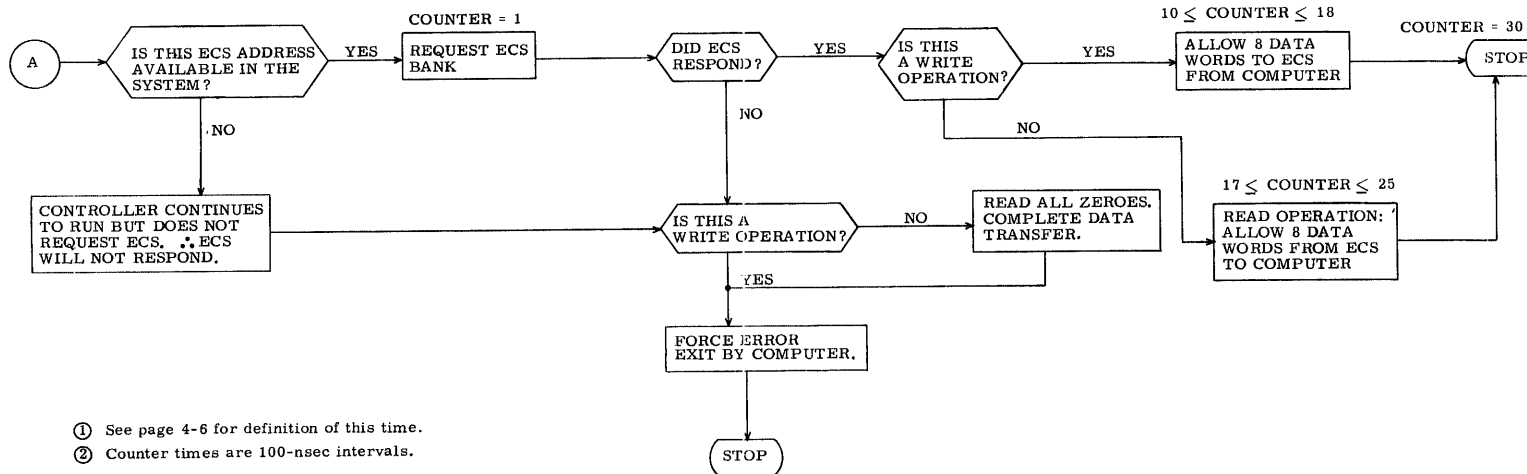 A
IS THIS ECS ADDRESS
AVAILABLE IN THE
SYSTEM?
YES
NO
COUNTER = 1
REQUEST ECS
BANK
DID ECS
RESPOND?
YES
NO
IS THIS
A WRITE
OPERATION?
YES
NO
10 ≤ COUNTER ≤ 18
ALLOW 8 DATA
WORDS TO ECS
FROM COMPUTER
COUNTER = 30
STOP
CONTROLLER CONTINUES
TO RUN BUT DOES NOT
REQUEST ECS. ∴ ECS
WILL NOT RESPOND.
IS THIS A
WRITE OPERATION?
NO
YES
READ ALL ZEROES.
COMPLETE DATA
TRANSFER.
17 ≤ COUNTER ≤ 25
READ OPERATION:
ALLOW 8 DATA
WORDS FROM ECS
TO COMPUTER
FORCE ERROR
EXIT BY COMPUTER.
STOP
① See page 4-6 for definition of this time.
② Counter times are 100-nsec intervals.